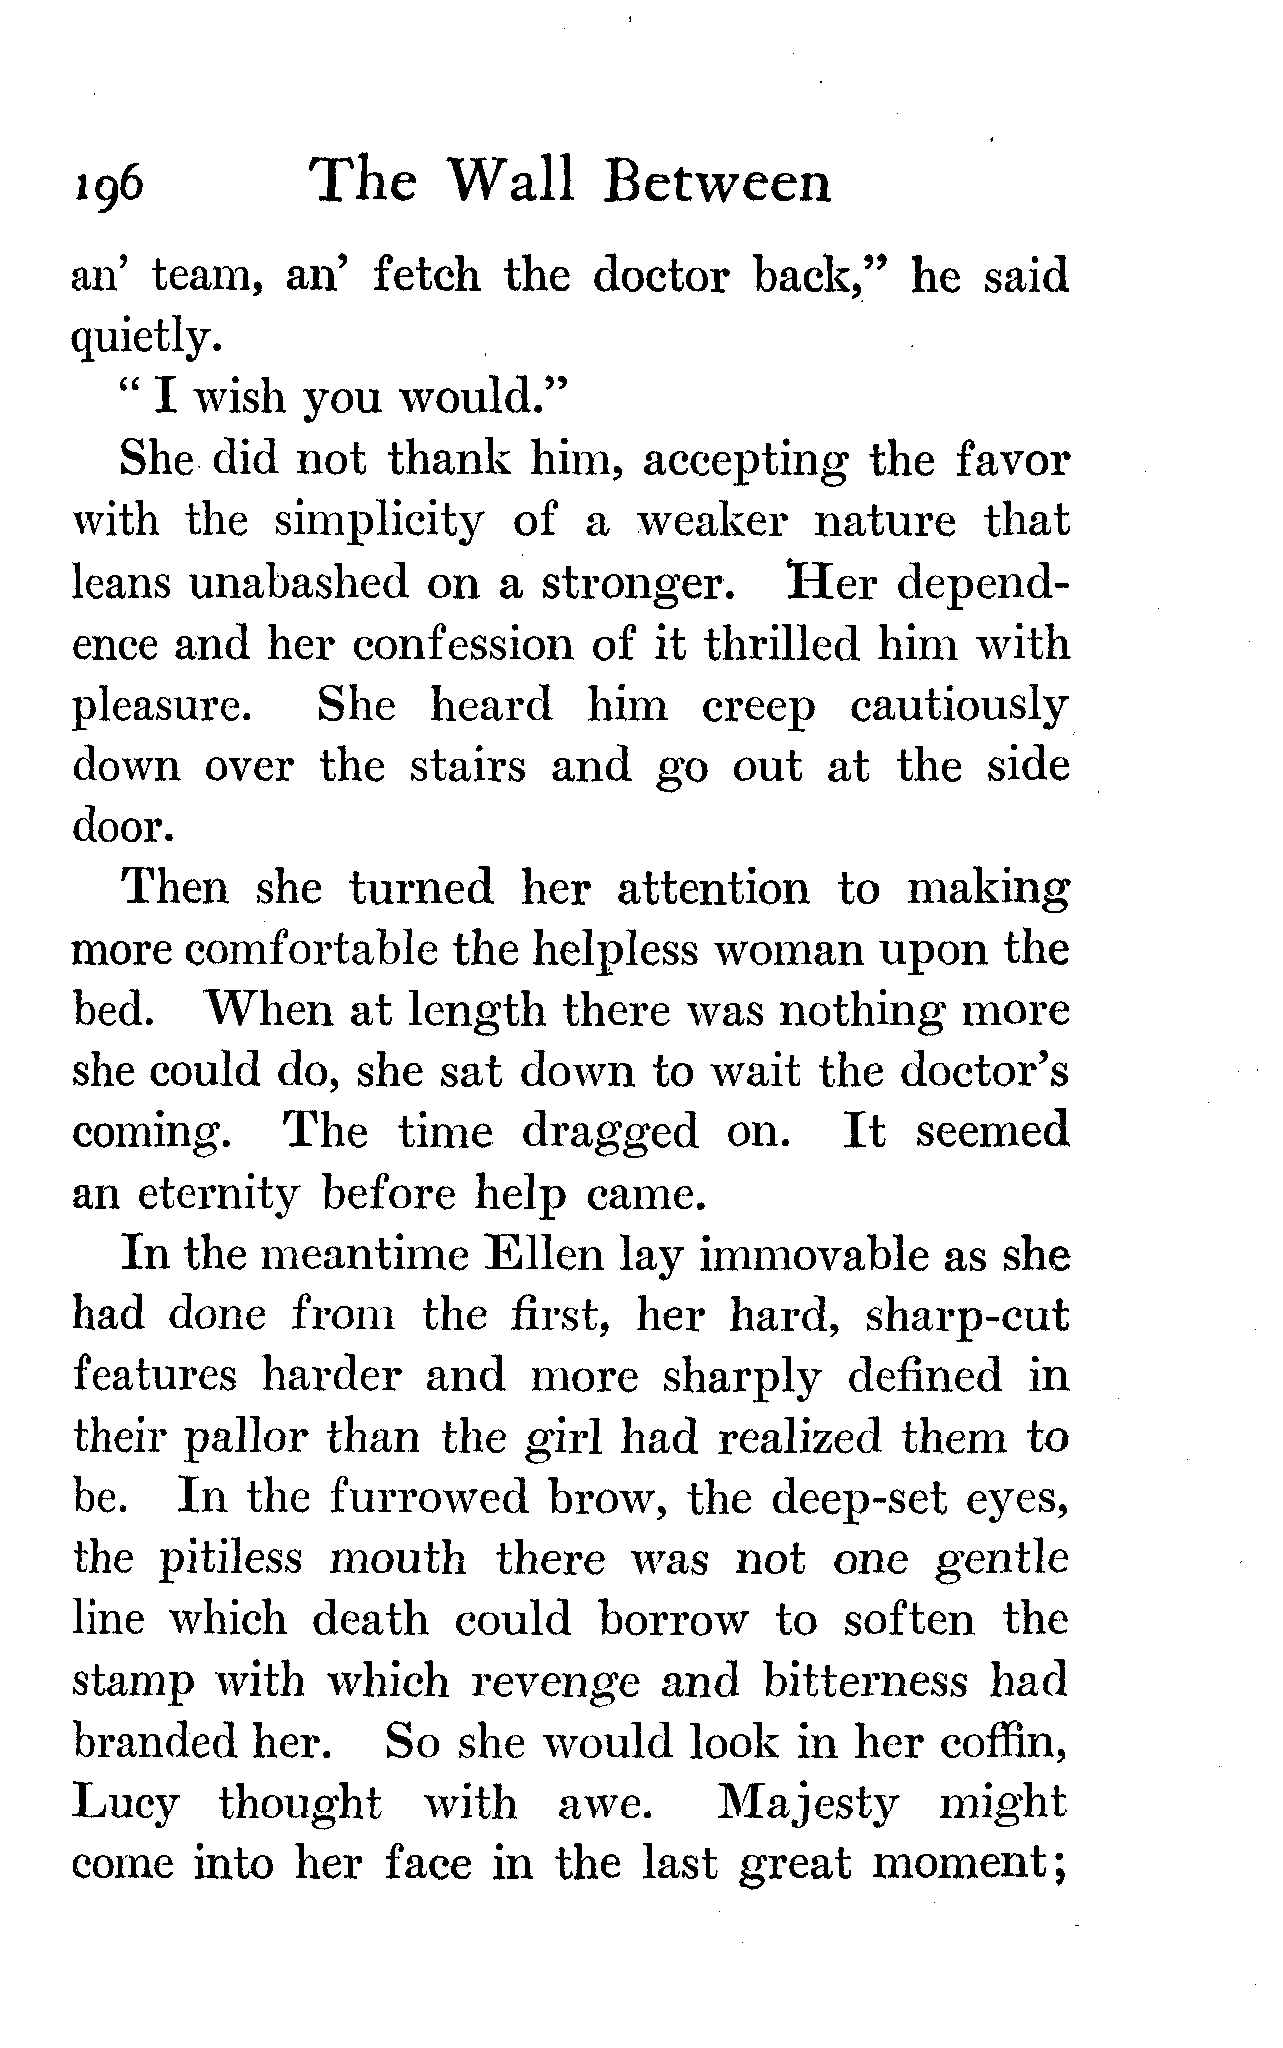 196 The Wall Between
an' team, an' fetch the doctor back," he said
quietly.
" I wish you would."
She did not thank him, accepting the favor
with the simplicity of a weaker nature that
leans unabashed on a stronger. Her depend-
ence and her confession of it thrilled him with
pleasure. She heard him creep cautiously
down over the stairs and go out at the side
door.
Then she turned her attention to making
more comfortable the helpless woman upon the
bed. When at length there was nothing more
she could do, she sat down to wait the doctor's
coming. The time dragged on. It seemed
an eternity before help came.
In the meantime Ellen lay immovable as she
had done from the first, her hard, sharp-cut
features harder and more sharply defined in
their pallor than the girl had realized them to
be. In the furrowed brow, the deep-set eyes,
the pitiless mouth there was not one gentle
line which death could borrow to soften the
stamp with which revenge and bitterness had
branded her. So she would look in her coffin,
Lucy thought with awe. Majesty might
come into her face in the last great moment;